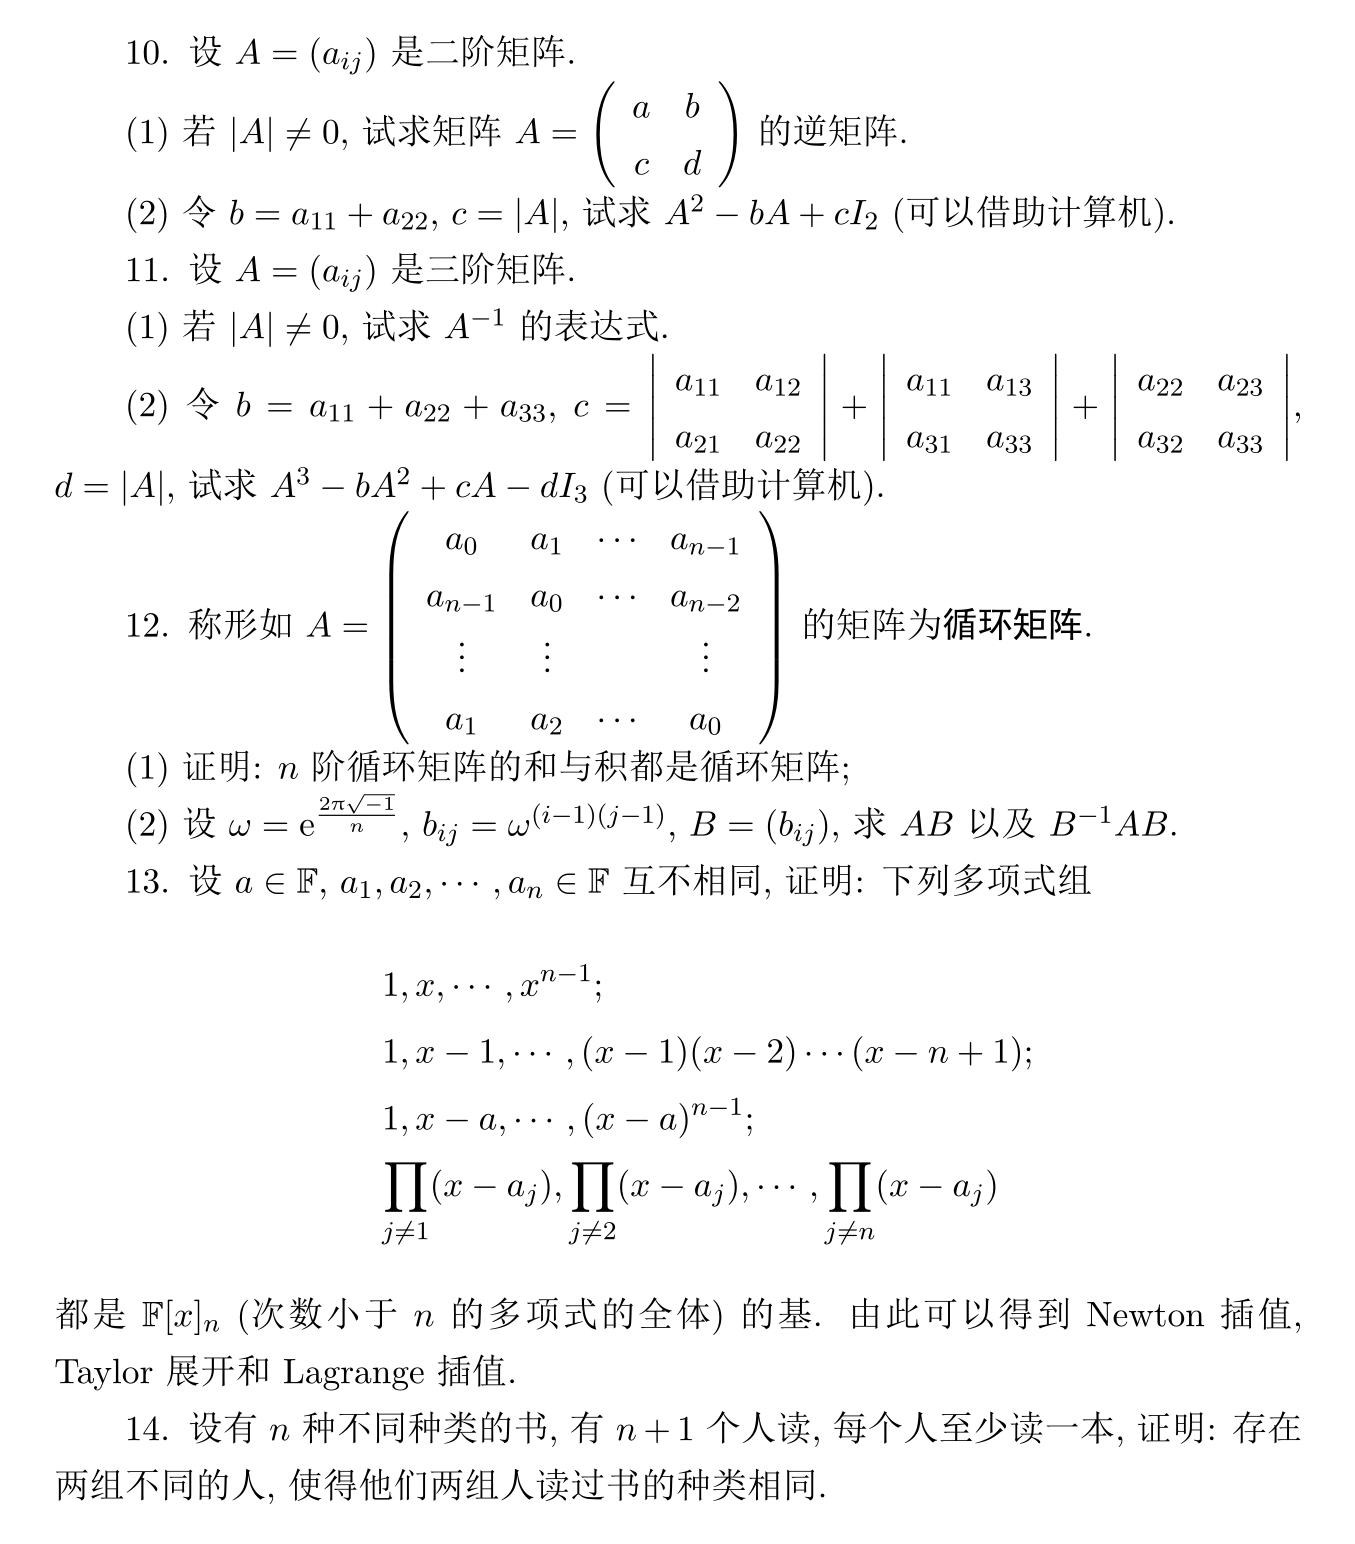 10. 设 $A = (a_{ij})$ 是二阶矩阵.
(1) 若 $|A| \neq 0$, 试求矩阵 $A = \begin{pmatrix} a & b \\ c & d \end{pmatrix}$ 的逆矩阵.
(2) 令 $b = a_{11} + a_{22}$, $c = |A|$, 试求 $A^2 - bA + cI_2$ (可以借助计算机).
11. 设 $A = (a_{ij})$ 是三阶矩阵.
(1) 若 $|A| \neq 0$, 试求 $A^{-1}$ 的表达式.
(2) 令 $b = a_{11} + a_{22} + a_{33}$, $c = \begin{vmatrix} a_{11} & a_{12} \\ a_{21} & a_{22} \end{vmatrix} + \begin{vmatrix} a_{11} & a_{13} \\ a_{31} & a_{33} \end{vmatrix} + \begin{vmatrix} a_{22} & a_{23} \\ a_{32} & a_{33} \end{vmatrix}$,
$d = |A|$, 试求 $A^3 - bA^2 + cA - dI_3$ (可以借助计算机).
12. 称形如 $A = \begin{pmatrix} a_0 & a_1 & \cdots & a_{n-1} \\ a_{n-1} & a_0 & \cdots & a_{n-2} \\ \vdots & \vdots & & \vdots \\ a_1 & a_2 & \cdots & a_0 \end{pmatrix}$ 的矩阵为循环矩阵.
(1) 证明: $n$ 阶循环矩阵的和与积都是循环矩阵;
(2) 设 $\omega = \mathrm{e}^{\frac{2\pi\sqrt{-1}}{n}}$, $b_{ij} = \omega^{(i-1)(j-1)}$, $B = (b_{ij})$, 求 $AB$ 以及 $B^{-1}AB$.
13. 设 $a \in \mathbb{F}$, $a_1, a_2, \cdots, a_n \in \mathbb{F}$ 互不相同, 证明: 下列多项式组
$1, x, \cdots, x^{n-1}$;
$1, x-1, \cdots, (x-1)(x-2)\cdots(x-n+1)$;
$1, x-a, \cdots, (x-a)^{n-1}$;
$\prod_{j \neq 1}(x-a_j), \prod_{j \neq 2}(x-a_j), \cdots, \prod_{j \neq n}(x-a_j)$
都是 $\mathbb{F}[x]_n$ (次数小于 $n$ 的多项式的全体) 的基. 由此可以得到 Newton 插值,
Taylor 展开和 Lagrange 插值.
14. 设有 $n$ 种不同种类的书, 有 $n+1$ 个人读, 每个人至少读一本, 证明: 存在
两组不同的人, 使得他们两组人读过书的种类相同.